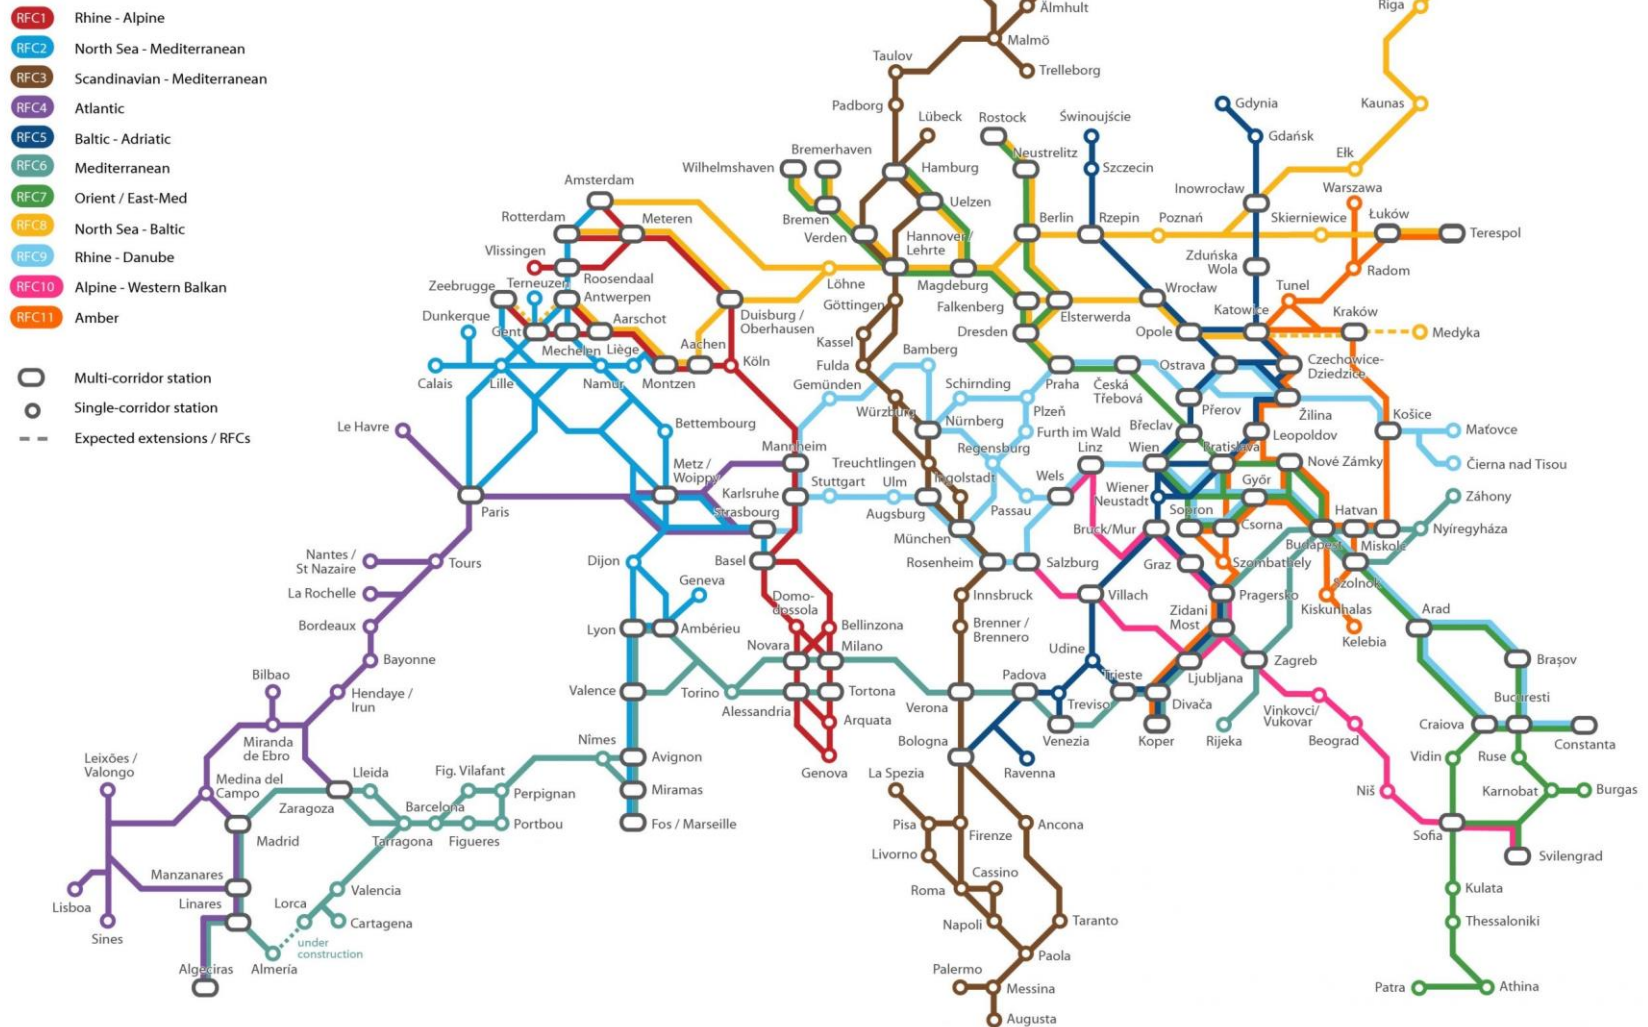 RFC1 Rhine - Alpine
RFC2 North Sea - Mediterranean
RFC3 Scandinavian - Mediterranean
RFC4 Atlantic
RFC5 Baltic - Adriatic
RFC6 Mediterranean
RFC7 Orient / East-Med
RFC8 North Sea - Baltic
RFC9 Rhine - Danube
RFC10 Alpine - Western Balkan
RFC11 Amber
Multi-corridor station
Single-corridor station
Expected extensions / RFCs
Älmhult
Riga
Malmö
Taulov
Trelleborg
Padborg
Gdynia
Kaunas
Lübeck
Rostock
Świnoujście
Gdańsk
Bremerhaven
Neustrelitz
Ełk
Wilhelmshaven
Hamburg
Szczecin
Amsterdam
Inowrocław
Warszawa
Uelzen
Rotterdam
Meteren
Bremen
Berlin
Rzepin
Poznań
Skierniewice
Łuków
Terespol
Verden
Hannover/
Lehrte
Vlissingen
Zduńska
Wola
Radom
Roosendaal
Zeebrugge
Terneuzen
Antwerpen
Löhne
Magdeburg
Wrocław
Tunel
Göttingen
Falkenberg
Elsterwerda
Katowice
Kraków
Dunkerque
Gent
Aarschot
Duisburg /
Oberhausen
Dresden
Opole
Medyka
Mechelen
Liège
Aachen
Kassel
Bamberg
Köln
Fulda
Ostrava
Czechowice-
Dziedzice
Calais
Lille
Namur
Montzen
Gemünden
Schirnding
Praha
Česká
Třebová
Würzburg
Nürnberg
Plzeň
Přerov
Žilina
Košice
Le Havre
Bettembourg
Furth im Wald
Břeclav
Leopoldov
Maťovce
Mannheim
Regensburg
Linz
Wien
Bratislava
Metz /
Woippy
Treuchtlingen
Nové Zámky
Čierna nad Tisou
Karlsruhe
Stuttgart
Ulm
Ingolstadt
Wels
Wiener
Neustadt
Győr
Záhony
Paris
Strasbourg
Augsburg
Passau
Sopron
Hatvan
Bruck/Mur
Csorna
Nyíregyháza
München
Budapest
Miskolc
Nantes /
St Nazaire
Tours
Dijon
Basel
Rosenheim
Salzburg
Graz
Szombathely
Szolnok
Geneva
La Rochelle
Domo-
dossola
Innsbruck
Villach
Pragersko
Kiskunhalas
Arad
Bordeaux
Lyon
Ambérieu
Bellinzona
Brenner /
Brennero
Zidani
Most
Kelebia
Novara
Milano
Udine
Bayonne
Zagreb
Brașov
Bilbao
Ljubljana
Hendaye /
Irun
Valence
Torino
Tortona
Padova
Trieste
Alessandria
Verona
Treviso
Divača
Vinkovci/
Vukovar
București
Arquata
Craiova
Miranda
de Ebro
Nîmes
Bologna
Venezia
Koper
Rijeka
Beograd
Constanta
Leixões /
Valongo
Avignon
Genova
La Spezia
Ravenna
Vidin
Ruse
Medina del
Campo
Lleida
Fig. Vilafant
Perpignan
Miramas
Niš
Karnobat
Burgas
Zaragoza
Barcelona
Madrid
Tarragona
Figueres
Portbou
Fos / Marseille
Pisa
Firenze
Ancona
Sofia
Livorno
Svilengrad
Manzanares
Cassino
Lisboa
Valencia
Roma
Kulata
Linares
Lorca
Cartagena
Napoli
Taranto
Thessaloniki
Sines
under
construction
Paola
Algeciras
Almería
Palermo
Messina
Patra
Athina
Augusta